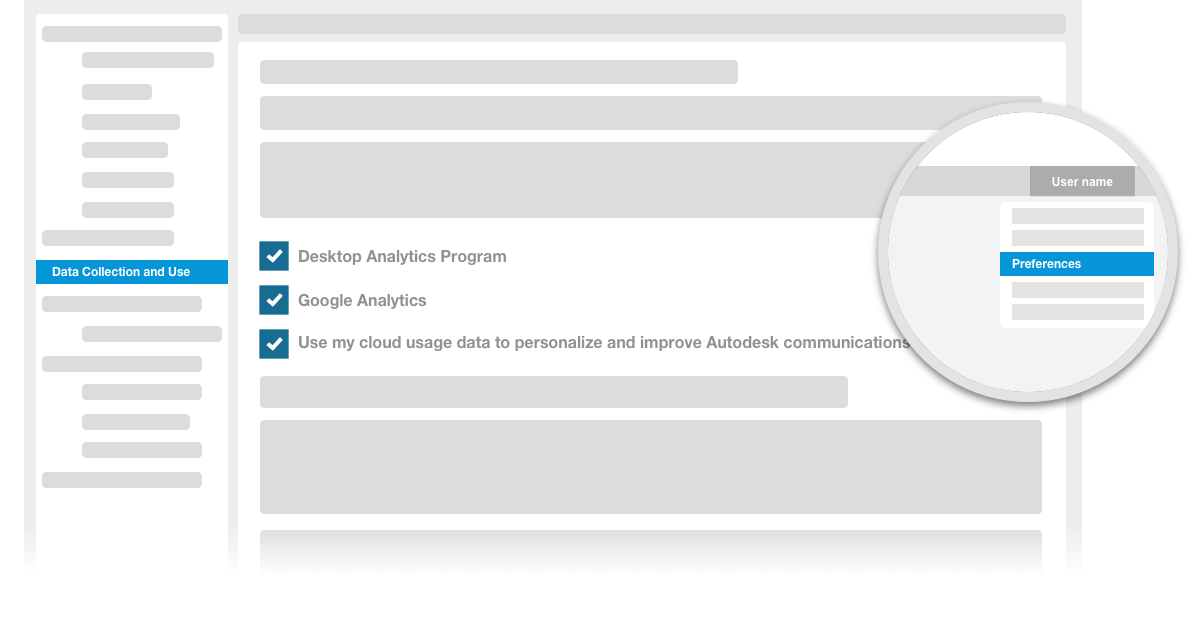 User name
Preferences
Data Collection and Use
Desktop Analytics Program
Google Analytics
Use my cloud usage data to personalize and improve Autodesk communications